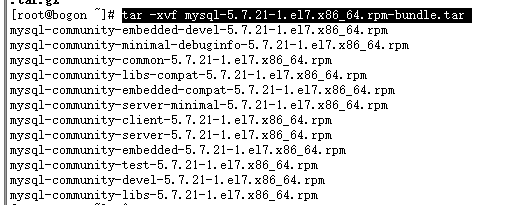 .tar.gz
[root@bogon ~]# tar -xvf mysql-5.7.21-1.el7.x86_64.rpm-bundle.tar
mysql-community-embedded-devel-5.7.21-1.el7.x86_64.rpm
mysql-community-minimal-debuginfo-5.7.21-1.el7.x86_64.rpm
mysql-community-common-5.7.21-1.el7.x86_64.rpm
mysql-community-libs-compat-5.7.21-1.el7.x86_64.rpm
mysql-community-embedded-compat-5.7.21-1.el7.x86_64.rpm
mysql-community-server-minimal-5.7.21-1.el7.x86_64.rpm
mysql-community-client-5.7.21-1.el7.x86_64.rpm
mysql-community-server-5.7.21-1.el7.x86_64.rpm
mysql-community-embedded-5.7.21-1.el7.x86_64.rpm
mysql-community-test-5.7.21-1.el7.x86_64.rpm
mysql-community-devel-5.7.21-1.el7.x86_64.rpm
mysql-community-libs-5.7.21-1.el7.x86_64.rpm